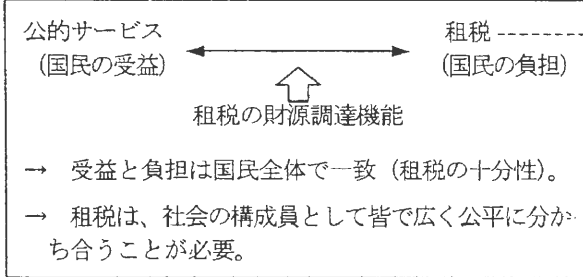 公的サービス 租税
(国民の受益) (国民の負担)
租税の財源調達機能
→ 受益と負担は国民全体で一致(租税の十分性)。
→ 租税は、社会の構成員として皆で広く公平に分か
ち合うことが必要。